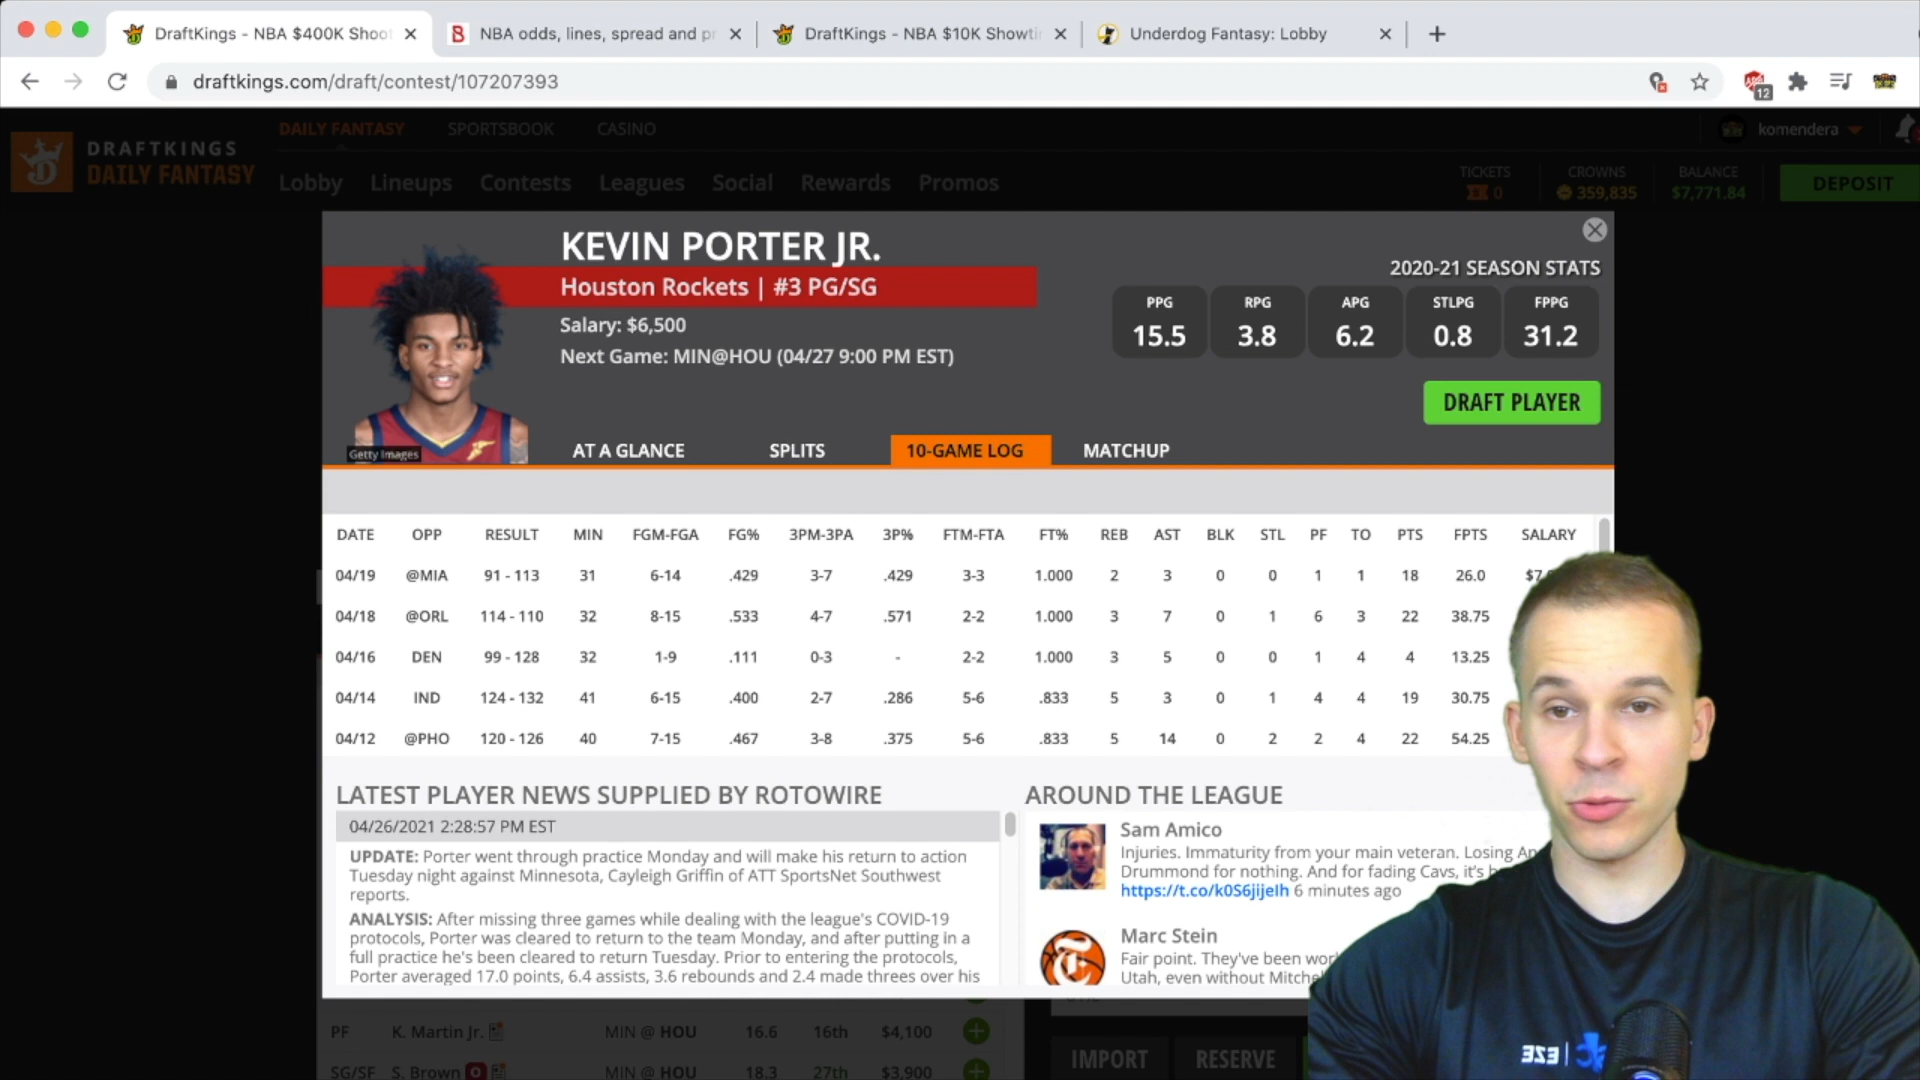 DraftKings - NBA $400K Shoo
NBA odds, lines, spread and pr
DraftKings - NBA $10K Showti
Underdog Fantasy: Lobby
draftkings.com/draft/contest/107207393
12
DAILY FANTASY SPORTSBOOK CASINO
komendera
DRAFTKINGS
DAILY FANTASY
Lobby Lineups Contests Leagues Social Rewards Promos
TICKETS CROWNS BALANCE
0 359,835 $7,771.84
DEPOSIT
KEVIN PORTER JR.
Houston Rockets | #3 PG/SG
Salary: $6,500
Next Game: MIN@HOU (04/27 9:00 PM EST)
2020-21 SEASON STATS
PPG RPG APG STLPG FPPG
15.5 3.8 6.2 0.8 31.2
DRAFT PLAYER
Getty Images
AT A GLANCE SPLITS 10-GAME LOG MATCHUP
DATE OPP RESULT MIN FGM-FGA FG% 3PM-3PA 3P% FTM-FTA FT% REB AST BLK STL PF TO PTS FPTS SALARY
04/19 @MIA 91 - 113 31 6-14 .429 3-7 .429 3-3 1.000 2 3 0 0 1 1 18 26.0 $7
04/18 @ORL 114 - 110 32 8-15 .533 4-7 .571 2-2 1.000 3 7 0 1 6 3 22 38.75
04/16 DEN 99 - 128 32 1-9 .111 0-3 - 2-2 1.000 3 5 0 0 1 4 4 13.25
04/14 IND 124 - 132 41 6-15 .400 2-7 .286 5-6 .833 5 3 0 1 4 4 19 30.75
04/12 @PHO 120 - 126 40 7-15 .467 3-8 .375 5-6 .833 5 14 0 2 2 4 22 54.25
LATEST PLAYER NEWS SUPPLIED BY ROTOWIRE
04/26/2021 2:28:57 PM EST
UPDATE: Porter went through practice Monday and will make his return to action
Tuesday night against Minnesota, Cayleigh Griffin of ATT SportsNet Southwest
reports.
ANALYSIS: After missing three games while dealing with the league's COVID-19
protocols, Porter was cleared to return to the team Monday, and after putting in a
full practice he's been cleared to return Tuesday. Prior to entering the protocols,
Porter averaged 17.0 points, 6.4 assists, 3.6 rebounds and 2.4 made threes over his
AROUND THE LEAGUE
Sam Amico
Injuries. Immaturity from your main veteran. Losing An
Drummond for nothing. And for fading Cavs, it's
https://t.co/k0S6jijeIh 6 minutes ago
Marc Stein
Fair point. They've been wor
Utah, even without Mitche
PF K. Martin Jr. MIN @ HOU 16.6 16th $4,100
SG/SF S. Brown O MIN @ HOU 18.3 27th $3,900
IMPORT RESERVE